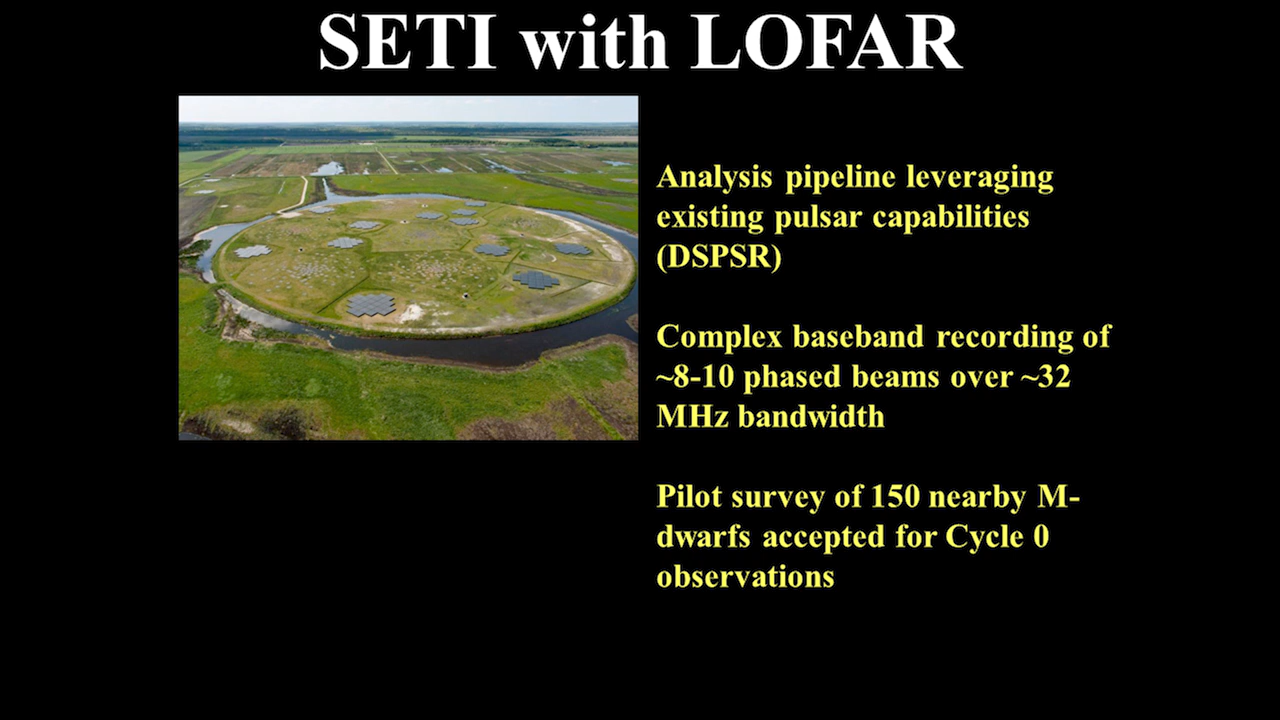 SETI with LOFAR
Analysis pipeline leveraging
existing pulsar capabilities
(DSPSR)
Complex baseband recording of
~8-10 phased beams over ~32
MHz bandwidth
Pilot survey of 150 nearby M-
dwarfs accepted for Cycle 0
observations